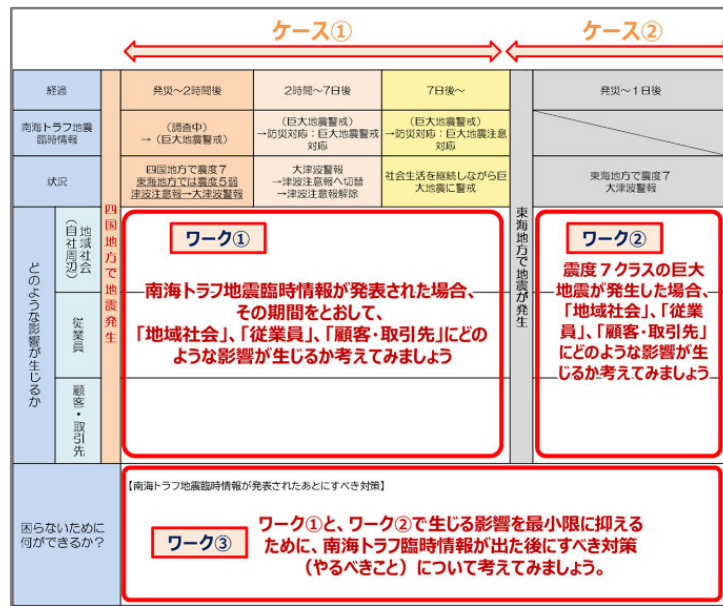 ケース①
ケース②
経過
発災～2時間後
2時間～7日後
7日後～
発災～1日後
南海トラフ地震
臨時情報
（調査中）
→（巨大地震警戒）
（巨大地震警戒）
→防災対応：巨大地震警戒
対応
（巨大地震警戒）
→防災対応：巨大地震注意
対応
状況
四国地方で震度7
東海地方では震度5弱
津波注意報→大津波警報
大津波警報
→津波注意報へ切替
→津波注意報解除
社会生活を継続しながら巨
大地震に警戒
東海地方で震度7
大津波警報
四国地方で地震発生
東海地方で地震が発生
どのような影響が生じるか
地域社会
（自社周辺）
従業員
顧客・取引先
ワーク①
南海トラフ地震臨時情報が発表された場合、
その期間をとおして、
「地域社会」、「従業員」、「顧客・取引先」にどの
ような影響が生じるか考えてみましょう
ワーク②
震度７クラスの巨大
地震が発生した場合、
「地域社会」、「従業
員」、「顧客・取引先」
にどのような影響が生
じるか考えてみましょう
困らないために
何ができるか？
【南海トラフ地震臨時情報が発表されたあとにすべき対策】
ワーク③
ワーク①と、ワーク②で生じる影響を最小限に抑える
ために、南海トラフ臨時情報が出た後にすべき対策
（やるべきこと）について考えてみましょう。